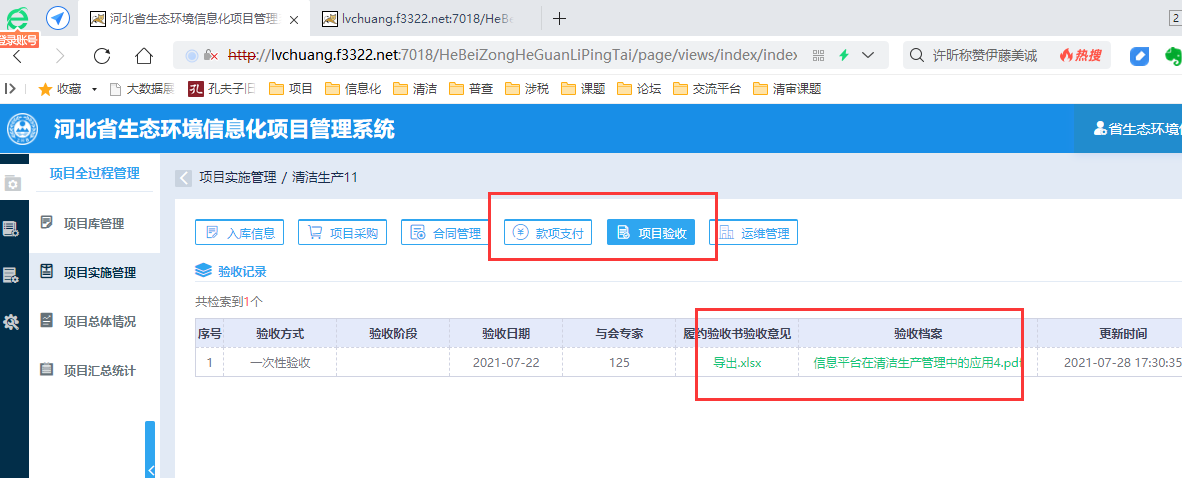 河北省生态环境信息化项目管理
lvchuang.f3322.net:7018/HeBe
2
登录账号
http://lvchuang.f3322.net:7018/HeBeiZongHeGuanLiPingTai/page/views/index/index
许昕称赞伊藤美诚
热搜
收藏
大数据展
孔
孔夫子旧
项目
信息化
清洁
普查
涉税
课题
论坛
交流平台
清审课题
河北省生态环境信息化项目管理系统
省生态环境
项目全过程管理
项目实施管理 / 清洁生产11
项目库管理
项目实施管理
项目总体情况
项目汇总统计
入库信息
项目采购
合同管理
款项支付
项目验收
运维管理
验收记录
共检索到1个
序号 验收方式 验收阶段 验收日期 与会专家 履约验收书验收意见 验收档案 更新时间
1 一次性验收 2021-07-22 125 导出.xlsx 信息平台在清洁生产管理中的应用4.pdf 2021-07-28 17:30:35